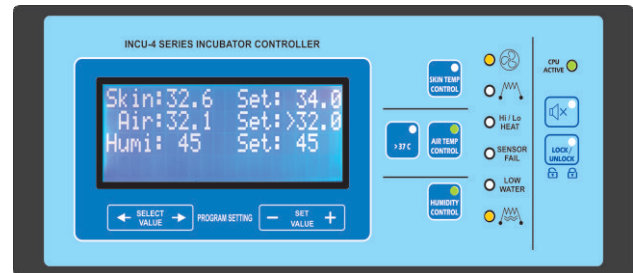 INCU-4 SERIES INCUBATOR CONTROLLER
Skin:32.6 Set: 34.0
Air:32.1 Set:>32.0
Humi: 45 Set: 45
← SELECT VALUE →
PROGRAM SETTING
− SET VALUE +
SKIN TEMP
CONTROL
>37 C
AIR TEMP
CONTROL
HUMIDITY
CONTROL
Hi / Lo
HEAT
SENSOR
FAIL
LOW
WATER
CPU
ACTIVE
LOCK/
UNLOCK